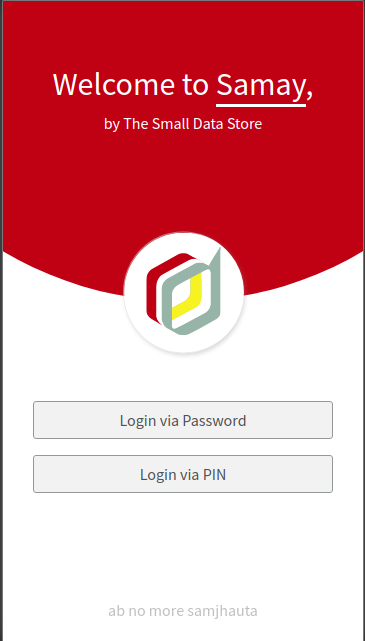 Welcome to Samay,
by The Small Data Store
Login via Password
Login via PIN
ab no more samjhauta